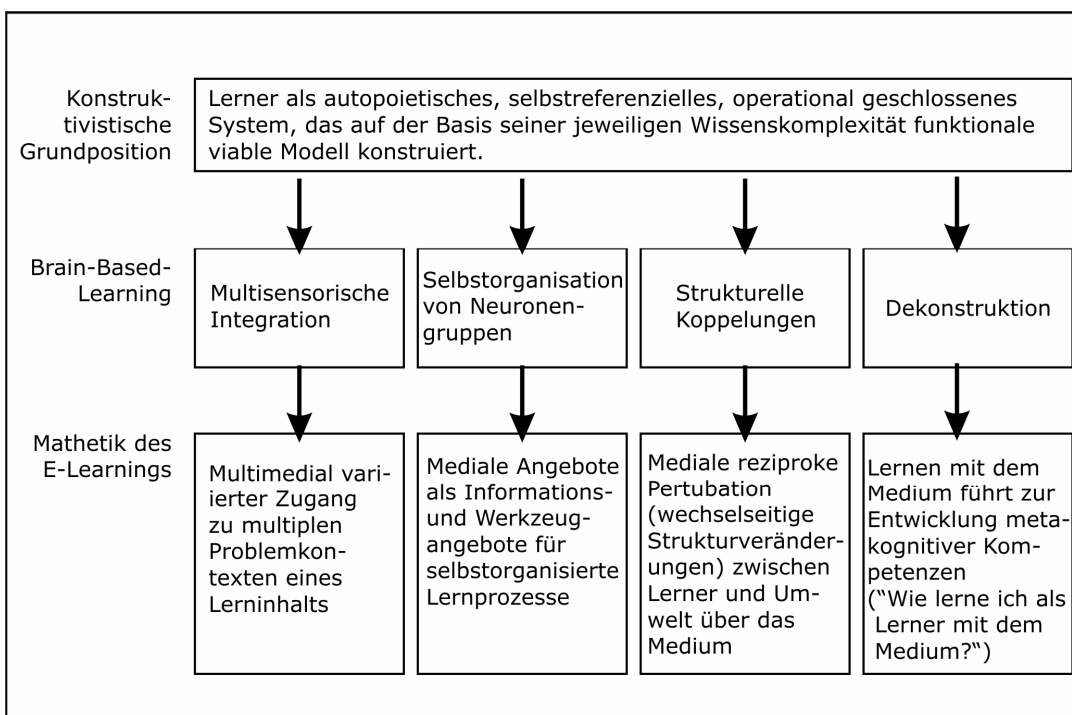 Konstruk-
tivistische
Grundposition
Lerner als autopoietisches, selbstreferenzielles, operational geschlossenes
System, das auf der Basis seiner jeweiligen Wissenskomplexität funktionale
viable Modell konstruiert.
Brain-Based-
Learning
Multisensorische
Integration
Selbstorganisation
von Neuronen-
gruppen
Strukturelle
Koppelungen
Dekonstruktion
Mathetik des
E-Learnings
Multimedial vari-
ierter Zugang
zu multiplen
Problemkon-
texten eines
Lerninhalts
Mediale Angebote
als Informations-
und Werkzeug-
angebote für
selbstorganisierte
Lernprozesse
Mediale reziproke
Pertubation
(wechselseitige
Strukturveränder-
ungen) zwischen
Lerner und Um-
welt über das
Medium
Lernen mit dem
Medium führt zur
Entwicklung meta-
kognitiver Kom-
petenzen
(“Wie lerne ich als
Lerner mit dem
Medium?“)